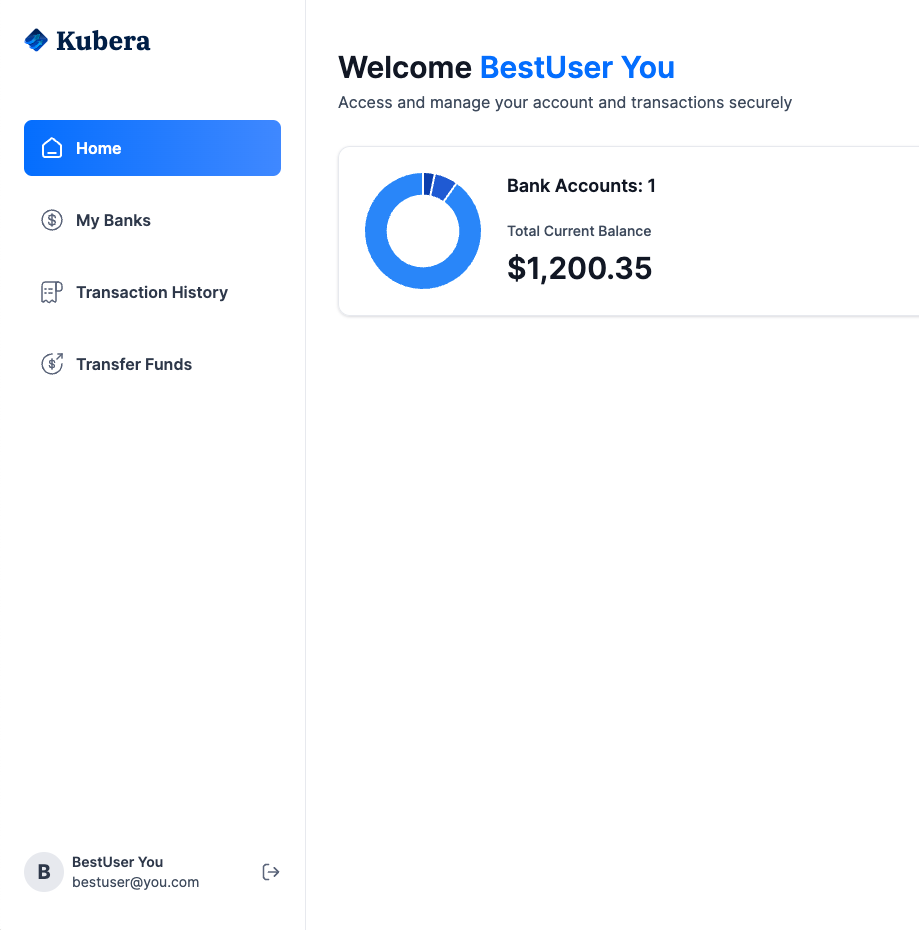 Kubera
Home
My Banks
Transaction History
Transfer Funds
BestUser You
bestuser@you.com
B
Welcome BestUser You
Access and manage your account and transactions securely
Bank Accounts: 1
Total Current Balance
$1,200.35